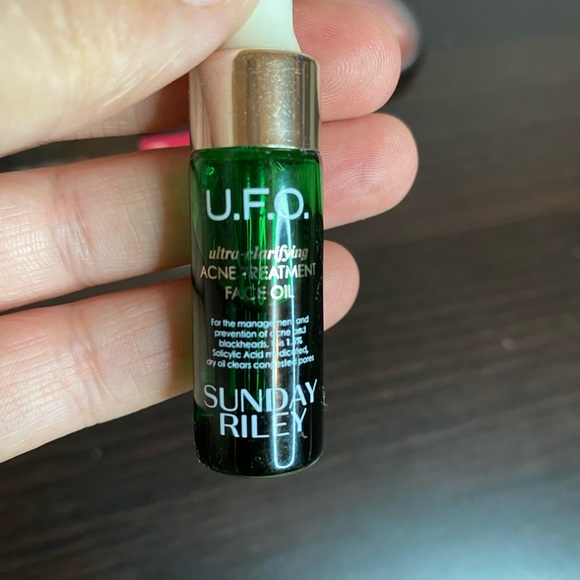 U.F.O.
ultra-clarifying
ACNE TREATMENT
FACE OIL
For the management and
prevention of acne and
blackheads, this 1.5%
Salicylic Acid medicated,
dry oil clears congested pores
SUNDAY
RILEY